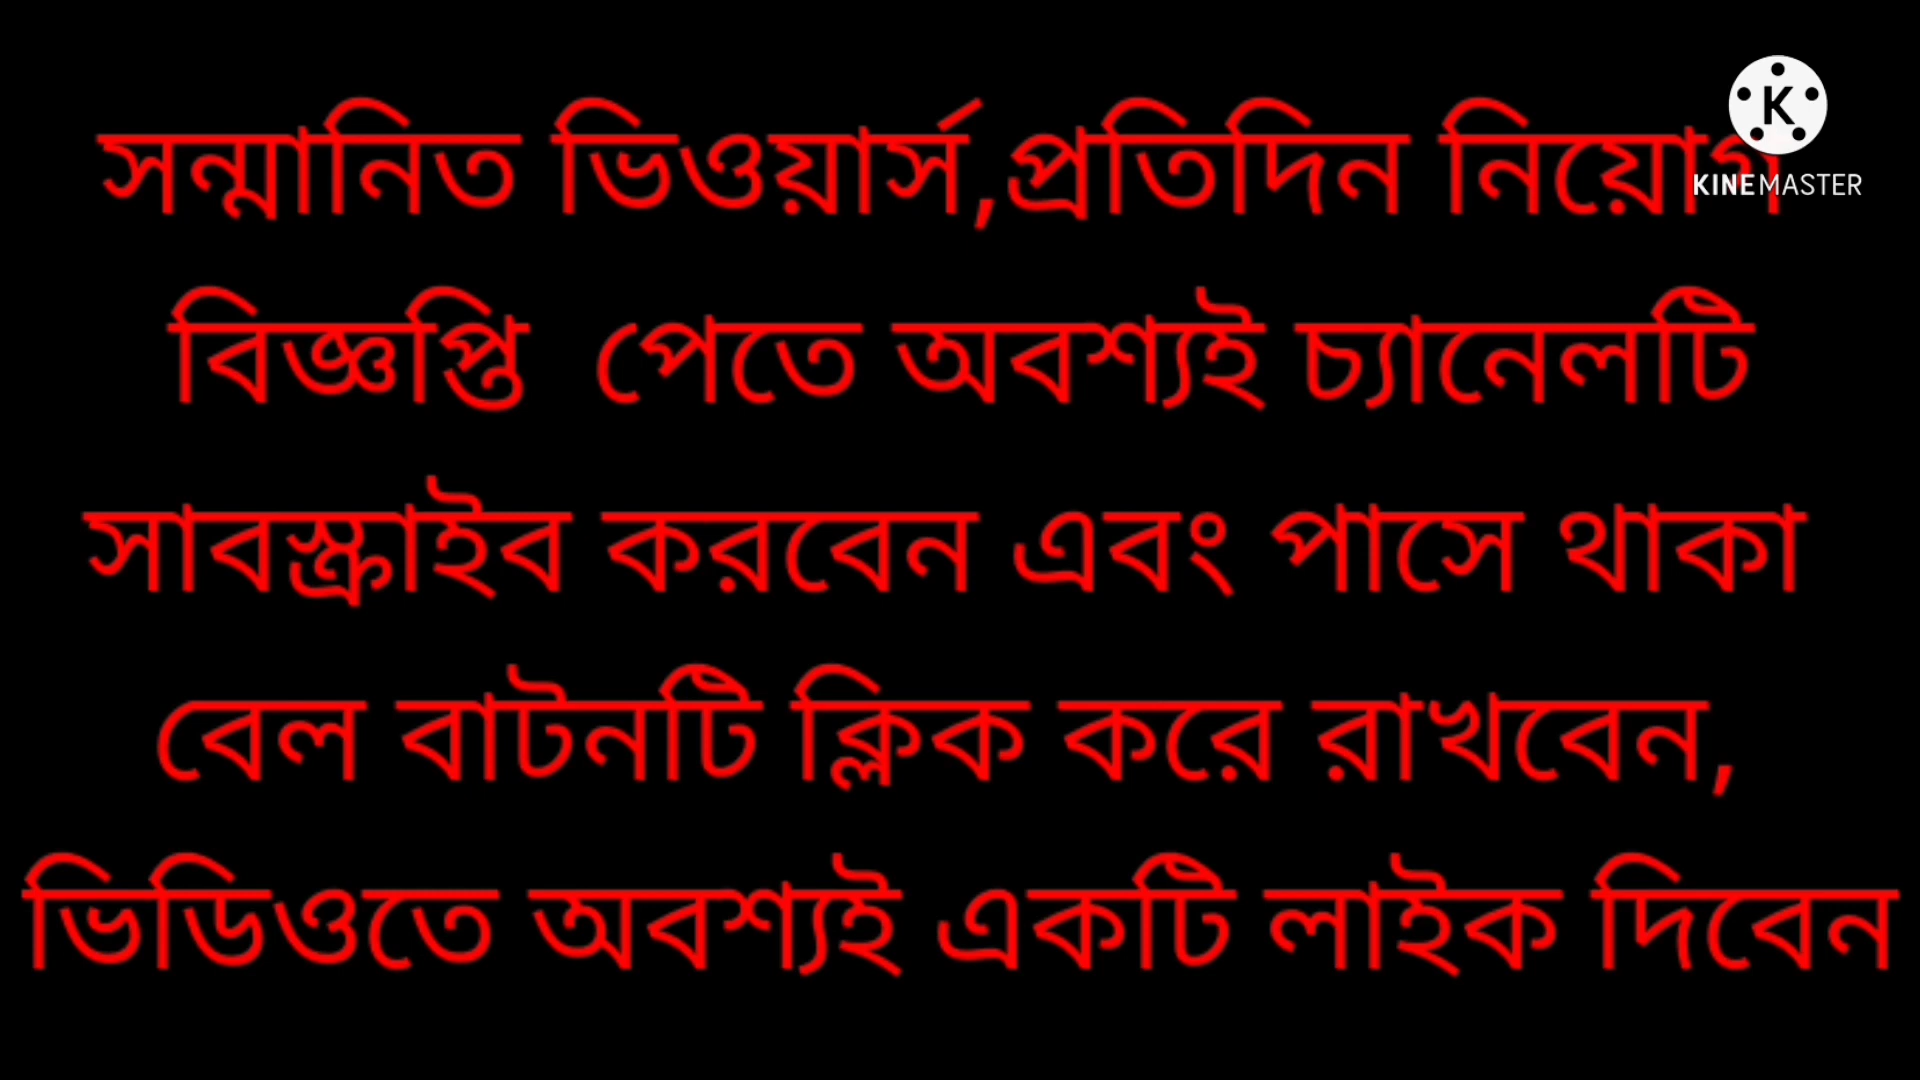 সন্মানিত ভিওয়ার্স,প্রতিদিন নিয়োগ
KINEMASTER
বিজ্ঞপ্তি পেতে অবশ্যই চ্যানেলটি
সাবস্ক্রাইব করবেন এবং পাসে থাকা
বেল বাটনটি ক্লিক করে রাখবেন,
ভিডিওতে অবশ্যই একটি লাইক দিবেন